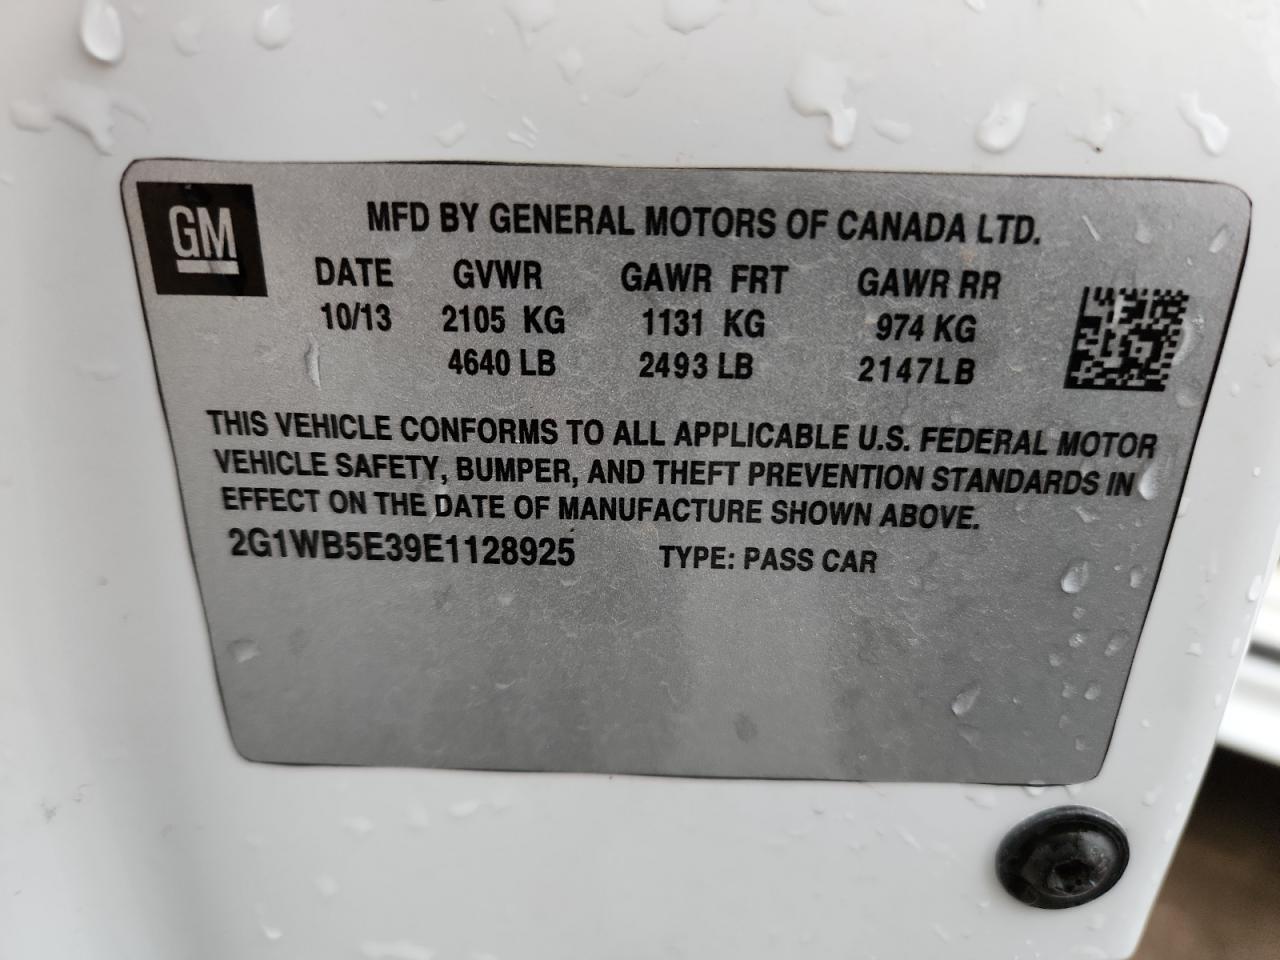 GM
MFD BY GENERAL MOTORS OF CANADA LTD.
DATE GVWR GAWR FRT GAWR RR
10/13 2105 KG 1131 KG 974 KG
4640 LB 2493 LB 2147LB
THIS VEHICLE CONFORMS TO ALL APPLICABLE U.S. FEDERAL MOTOR
VEHICLE SAFETY, BUMPER, AND THEFT PREVENTION STANDARDS IN
EFFECT ON THE DATE OF MANUFACTURE SHOWN ABOVE.
2G1WB5E39E1128925 TYPE: PASS CAR